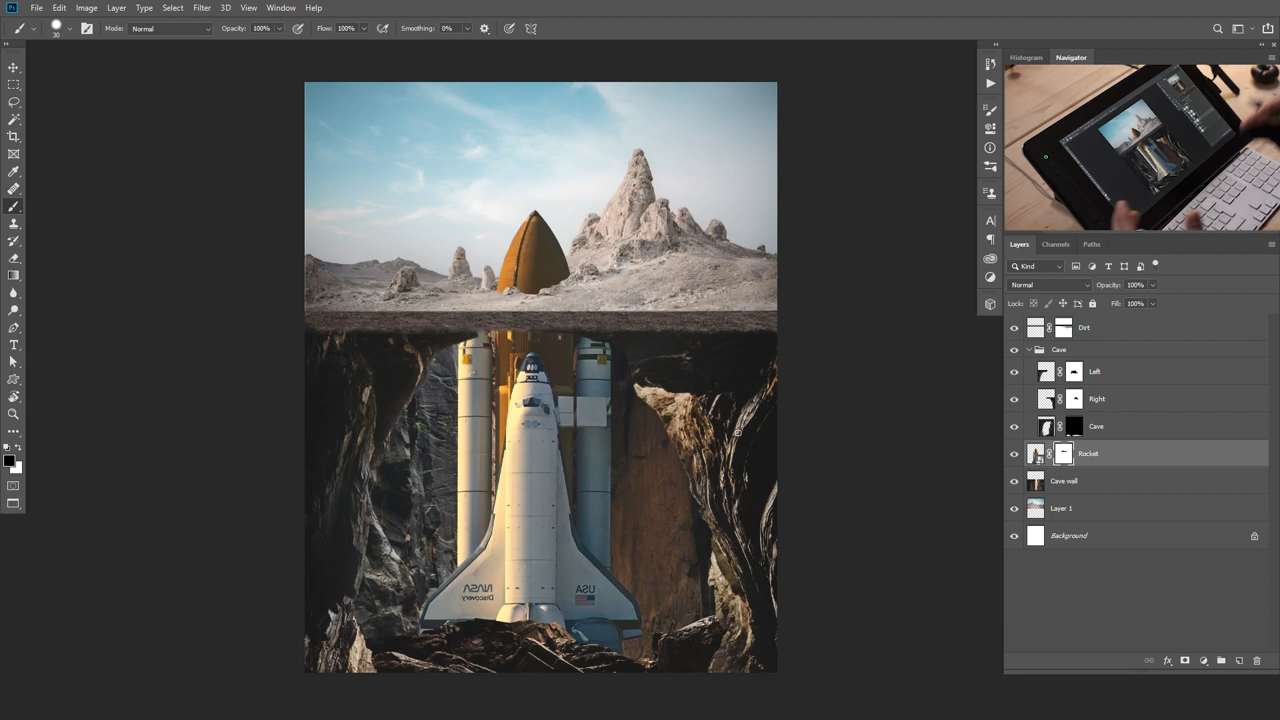 Ps File Edit Image Layer Type Select Filter 3D View Window Help
30 Mode: Normal Opacity: 100% Flow: 100% Smoothing: 0%
Histogram Navigator
Layers Channels Paths
Kind
Normal Opacity: 100%
Lock: Fill: 100%
Dirt
Cave
Left
Right
Cave
Rocket
Cave wall
Layer 1
Background
NASA USA
Discovery